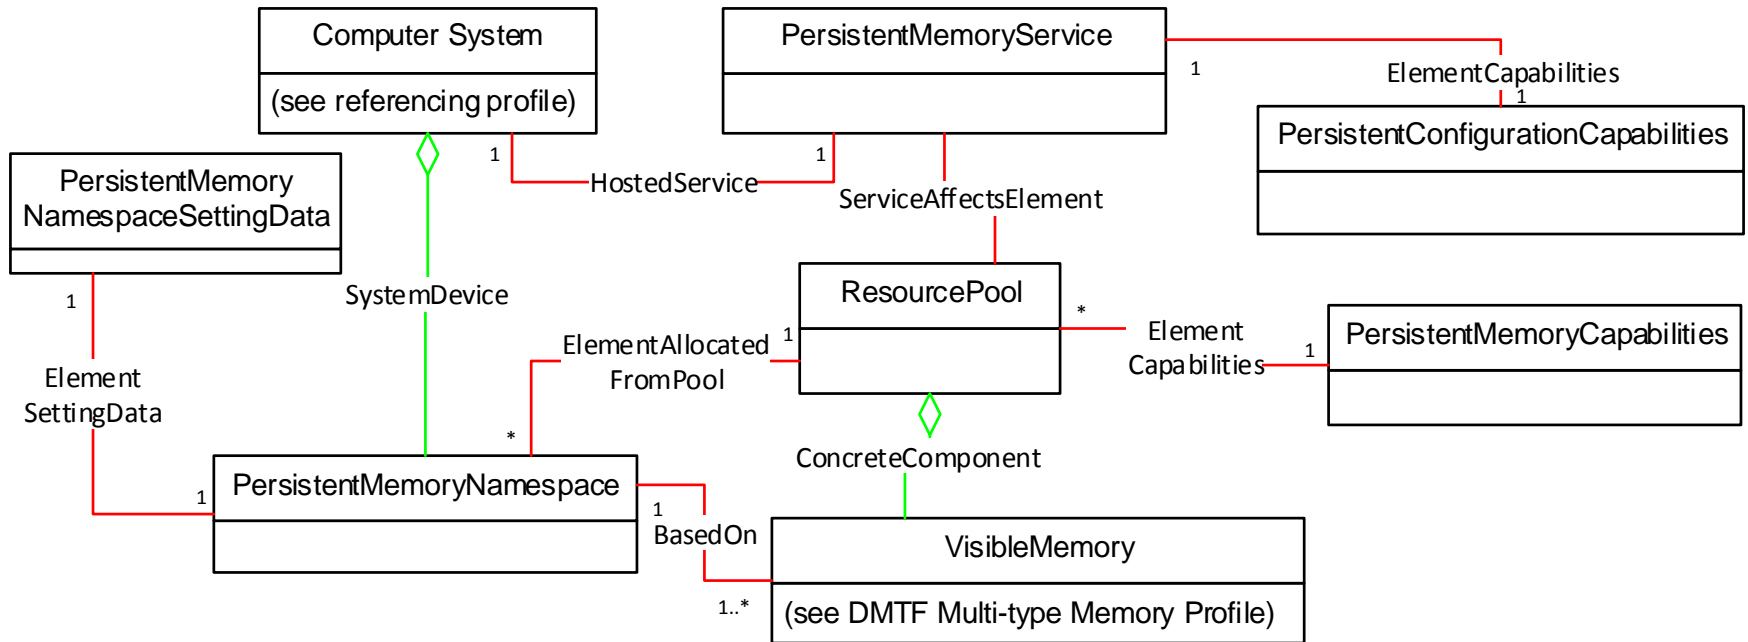 Computer System
(see referencing profile)
PersistentMemoryService
1
ElementCapabilities
1
PersistentConfigurationCapabilities
PersistentMemory
NamespaceSettingData
1
HostedService
1
ServiceAffectsElement
1
SystemDevice
ResourcePool
*
Element
Capabilities
1
PersistentMemoryCapabilities
ElementAllocated
FromPool
1
*
Element
SettingData
1
PersistentMemoryNamespace
ConcreteComponent
1
BasedOn
1..*
VisibleMemory
(see DMTF Multi-type Memory Profile)